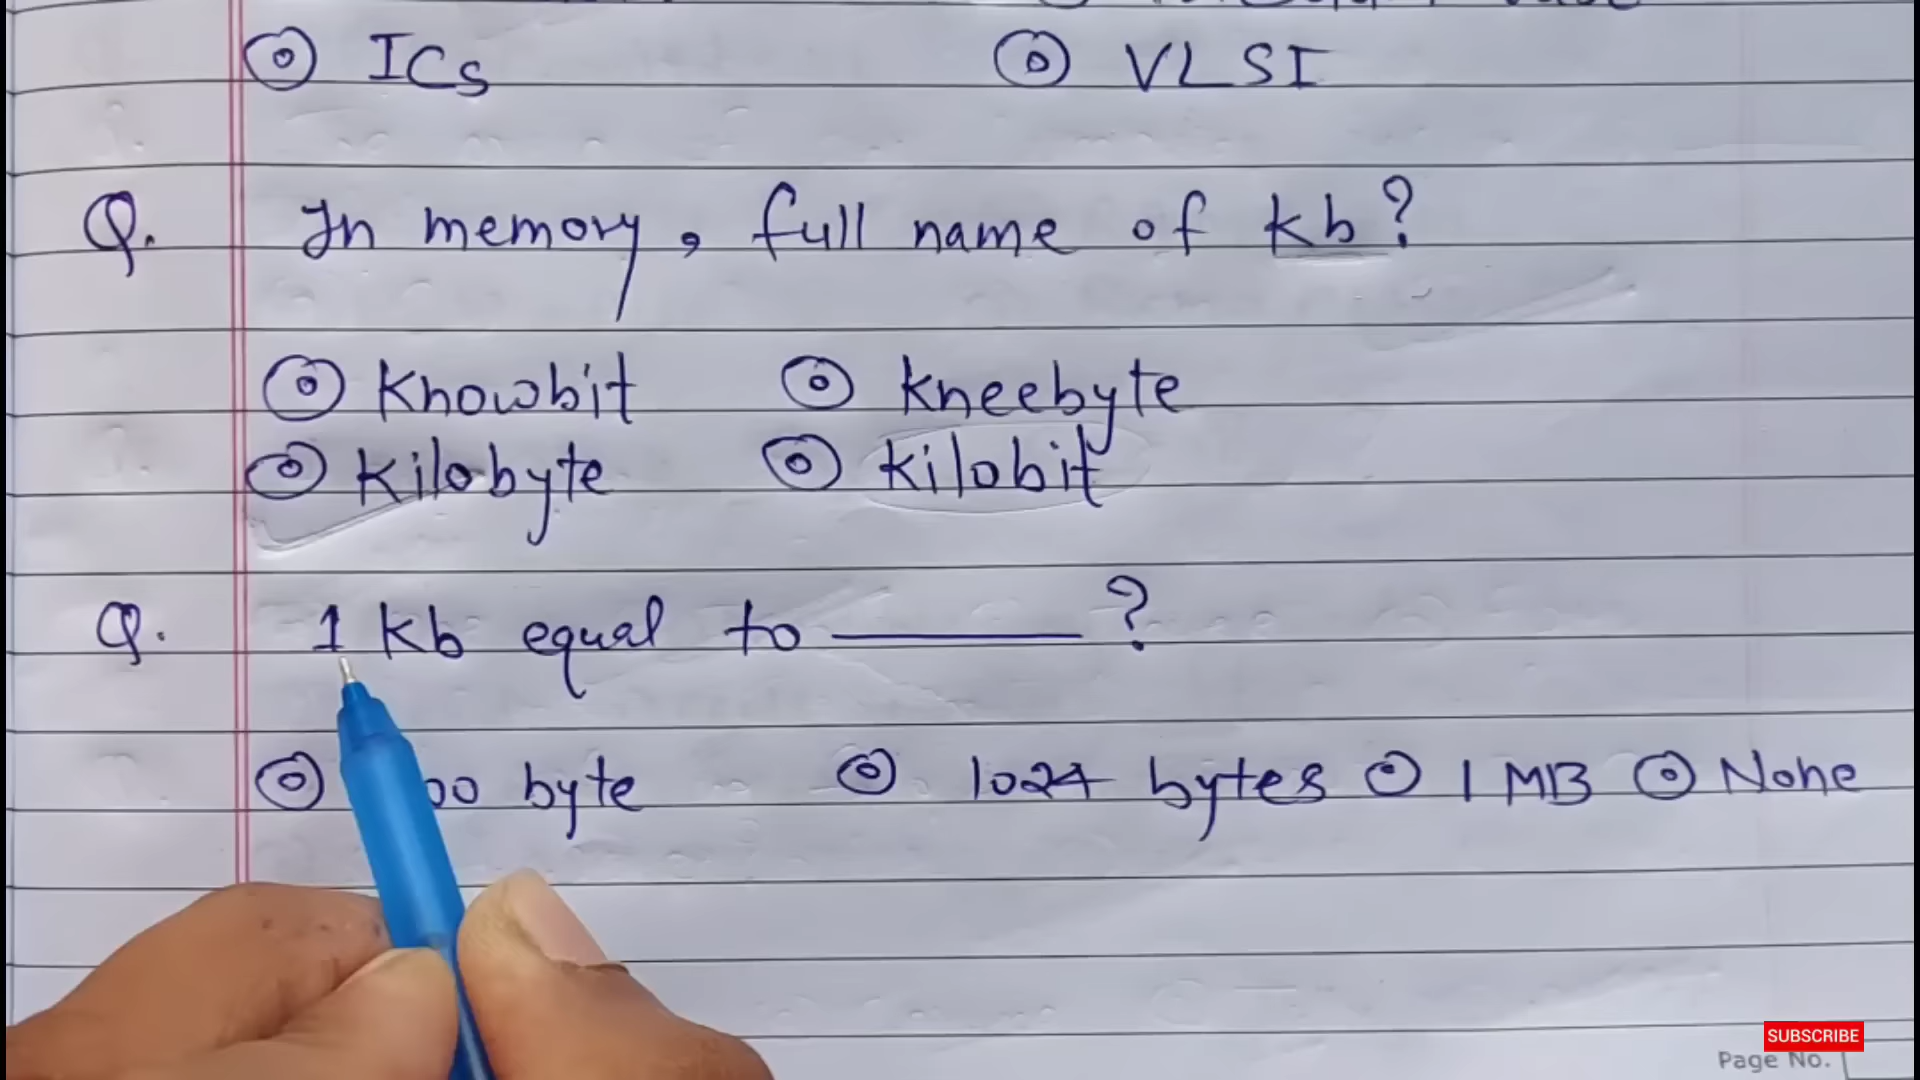 ICs VLSI
Q. In memory, full name of kb?
Knowbit kneebyte
Kilobyte kilobit
Q. 1 Kb equal to ———?
byte 1024 bytes 1 MB None
SUBSCRIBE
Page No.